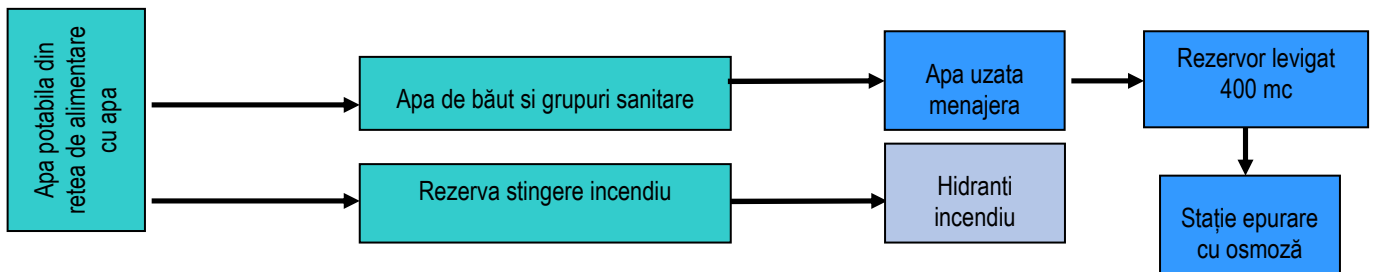 Apa potabila din
retea de alimentare
cu apa
Apa de băut si grupuri sanitare
Apa uzata
menajera
Rezervor levigat
400 mc
Rezerva stingere incendiu
Hidranti
incendiu
Stație epurare
cu osmoză